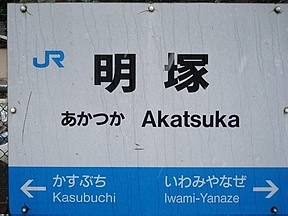 JR
明塚
あかつか Akatsuka
← かすぶち いわみやなぜ →
Kasubuchi Iwami-Yanaze